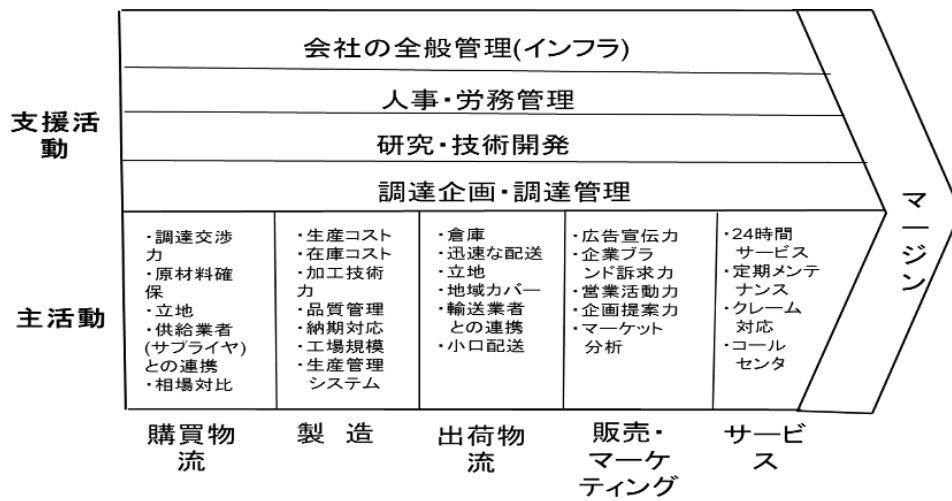 会社の全般管理(インフラ)
人事・労務管理
支援活
動
研究・技術開発
調達企画・調達管理
マージン
主活動
・調達交渉
力
・原材料確
保
・立地
・供給業者
(サプライヤ)
との連携
・相場対比
・生産コスト
・在庫コスト
・加工技術
力
・品質管理
・納期対応
・工場規模
・生産管理
システム
・倉庫
・迅速な配送
・立地
・地域カバー
・輸送業者
との連携
・小口配送
・広告宣伝力
・企業ブラ
ンド訴求力
・営業活動力
・企画提案力
・マーケット
分析
・24時間
サービス
・定期メンテ
ナンス
・クレーム
対応
・コール
センタ
購買物
流
製 造
出荷物
流
販売・
マーケ
ティング
サービ
ス